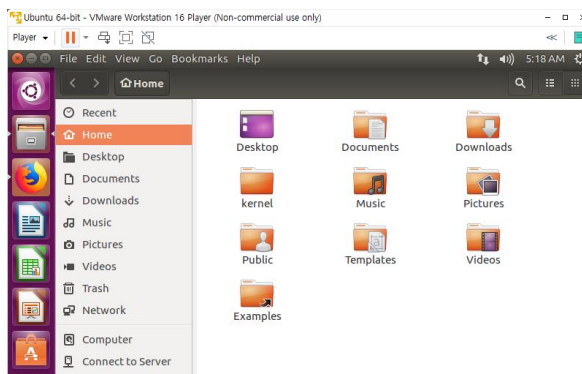 Ubuntu 64-bit - VMware Workstation 16 Player (Non-commercial use only)
Player
File Edit View Go Bookmarks Help
5:18 AM
Home
Recent
Home
Desktop
Documents
Downloads
Music
Pictures
Videos
Trash
Network
Computer
Connect to Server
Desktop Documents Downloads
kernel Music Pictures
Public Templates Videos
Examples